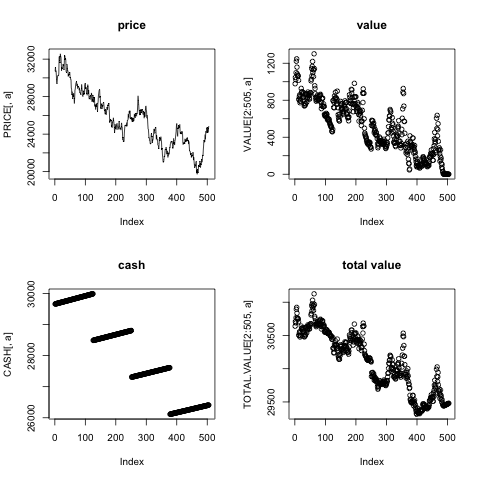 price
PRICE[, a]
20000 24000 28000 32000
0 100 200 300 400 500
Index
value
VALUE[2:505, a]
0 400 800 1200
0 100 200 300 400 500
Index
cash
CASH[, a]
26000 28000 30000
0 100 200 300 400 500
Index
total value
TOTAL.VALUE[2:505, a]
29500 30500
0 100 200 300 400 500
Index